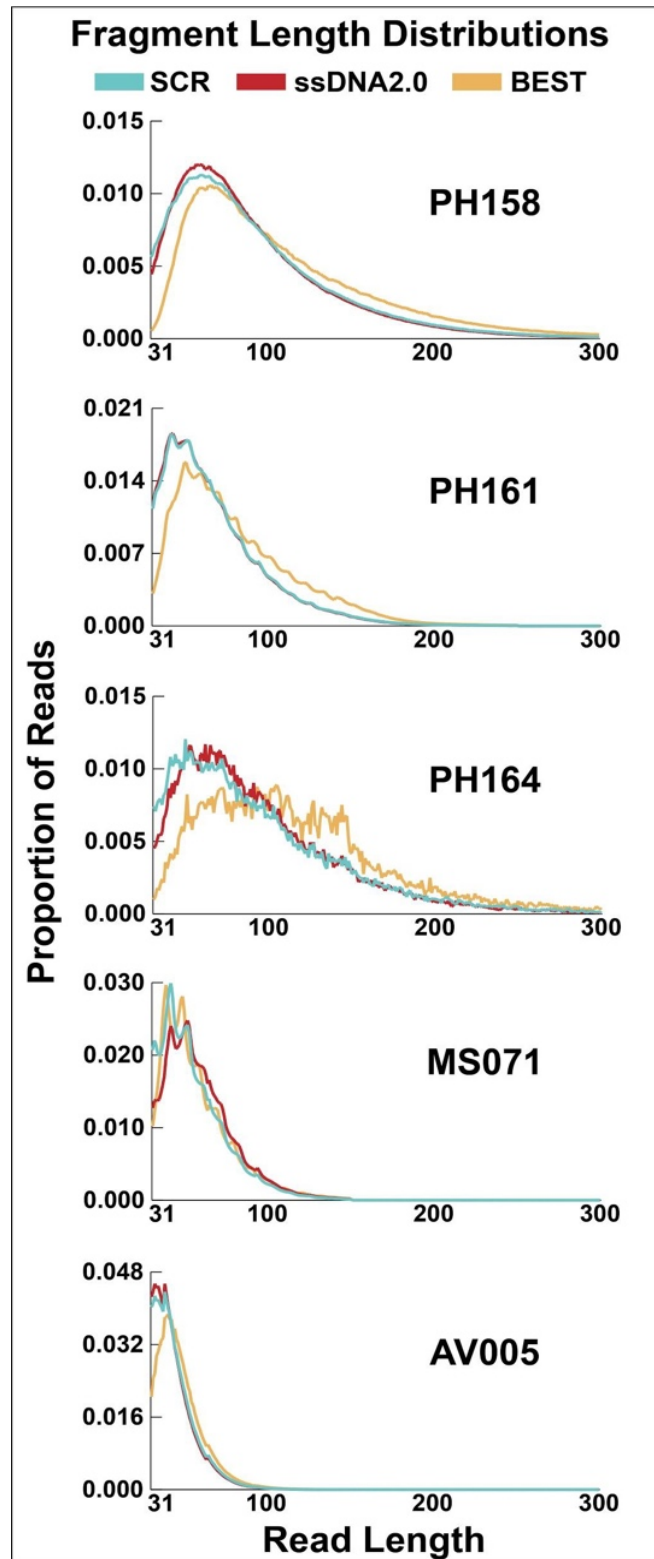 Fragment Length Distributions
SCR ssDNA2.0 BEST
0.015
0.010
0.005
0.000
PH158
31 100 200 300
0.021
0.014
0.007
0.000
PH161
31 100 200 300
Proportion of Reads
0.015
0.010
0.005
0.000
PH164
31 100 200 300
0.030
0.020
0.010
0.000
MS071
31 100 200 300
0.048
0.032
0.016
0.000
AV005
31 100 200 300
Read Length